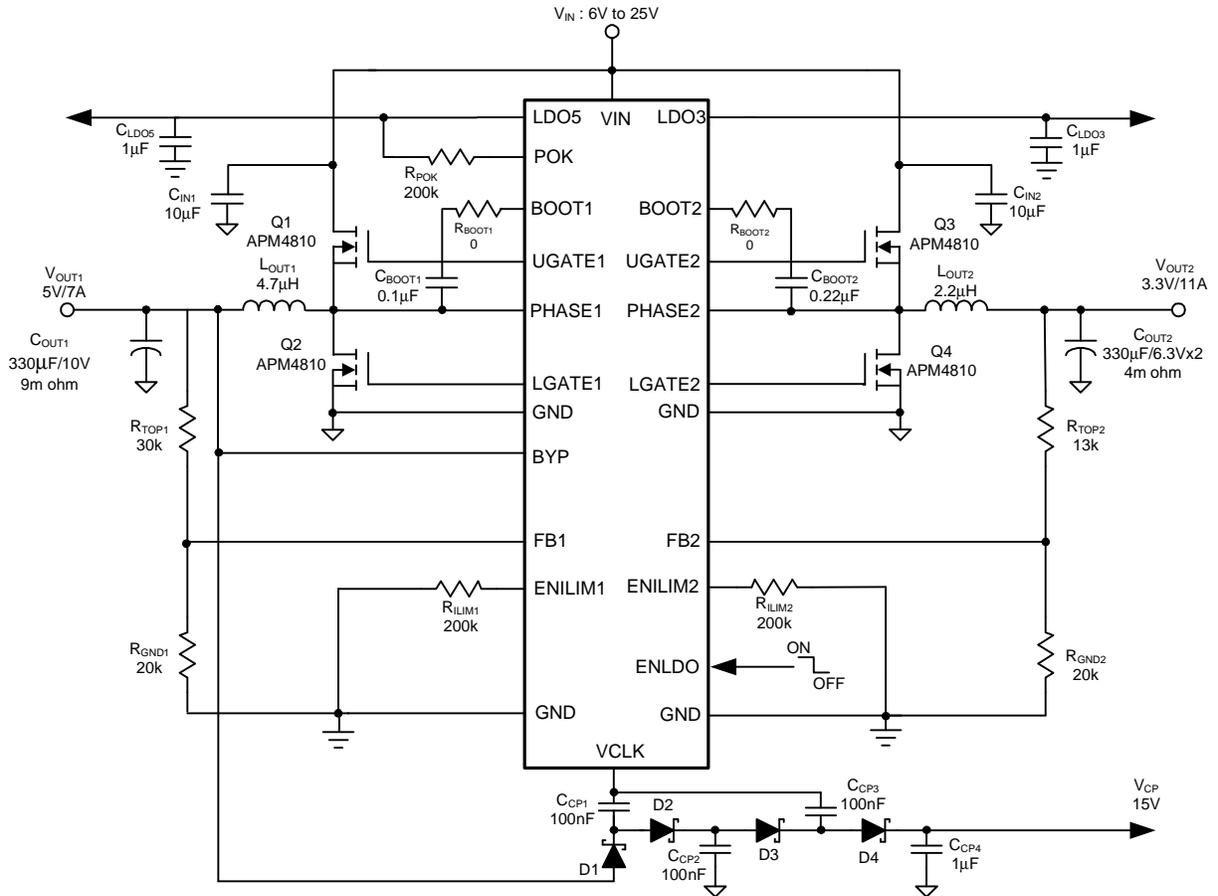 VIN : 6V to 25V
LDO5
VIN
LDO3
CLDO5
1μF
CLDO3
1μF
POK
RPOK
200k
CIN1
10μF
CIN2
10μF
BOOT1
BOOT2
RBOOT1
0
RBOOT2
0
Q1
APM4810
Q3
APM4810
UGATE1
UGATE2
CBOOT1
0.1μF
CBOOT2
0.22μF
VOUT1
5V/7A
LOUT1
4.7μH
LOUT2
2.2μH
VOUT2
3.3V/11A
PHASE1
PHASE2
COUT1
330μF/10V
9m ohm
Q2
APM4810
Q4
APM4810
COUT2
330μF/6.3Vx2
4m ohm
LGATE1
LGATE2
GND
GND
RTOP1
30k
RTOP2
13k
BYP
FB1
FB2
ENILIM1
ENILIM2
RILIM1
200k
RILIM2
200k
RGND1
20k
RGND2
20k
ENLDO
ON
OFF
GND
GND
VCLK
CCP1
100nF
D2
CCP3
100nF
VCP
15V
D1
CCP2
100nF
D3
D4
CCP4
1μF